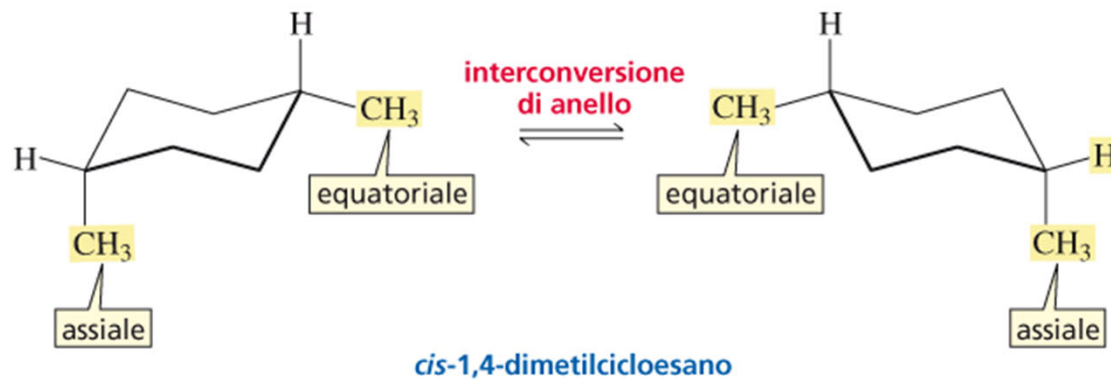 H
H
interconversione
di anello
CH₃
CH₃
H
H
equatoriale
equatoriale
CH₃
CH₃
assiale
assiale
cis-1,4-dimetilcicloesano